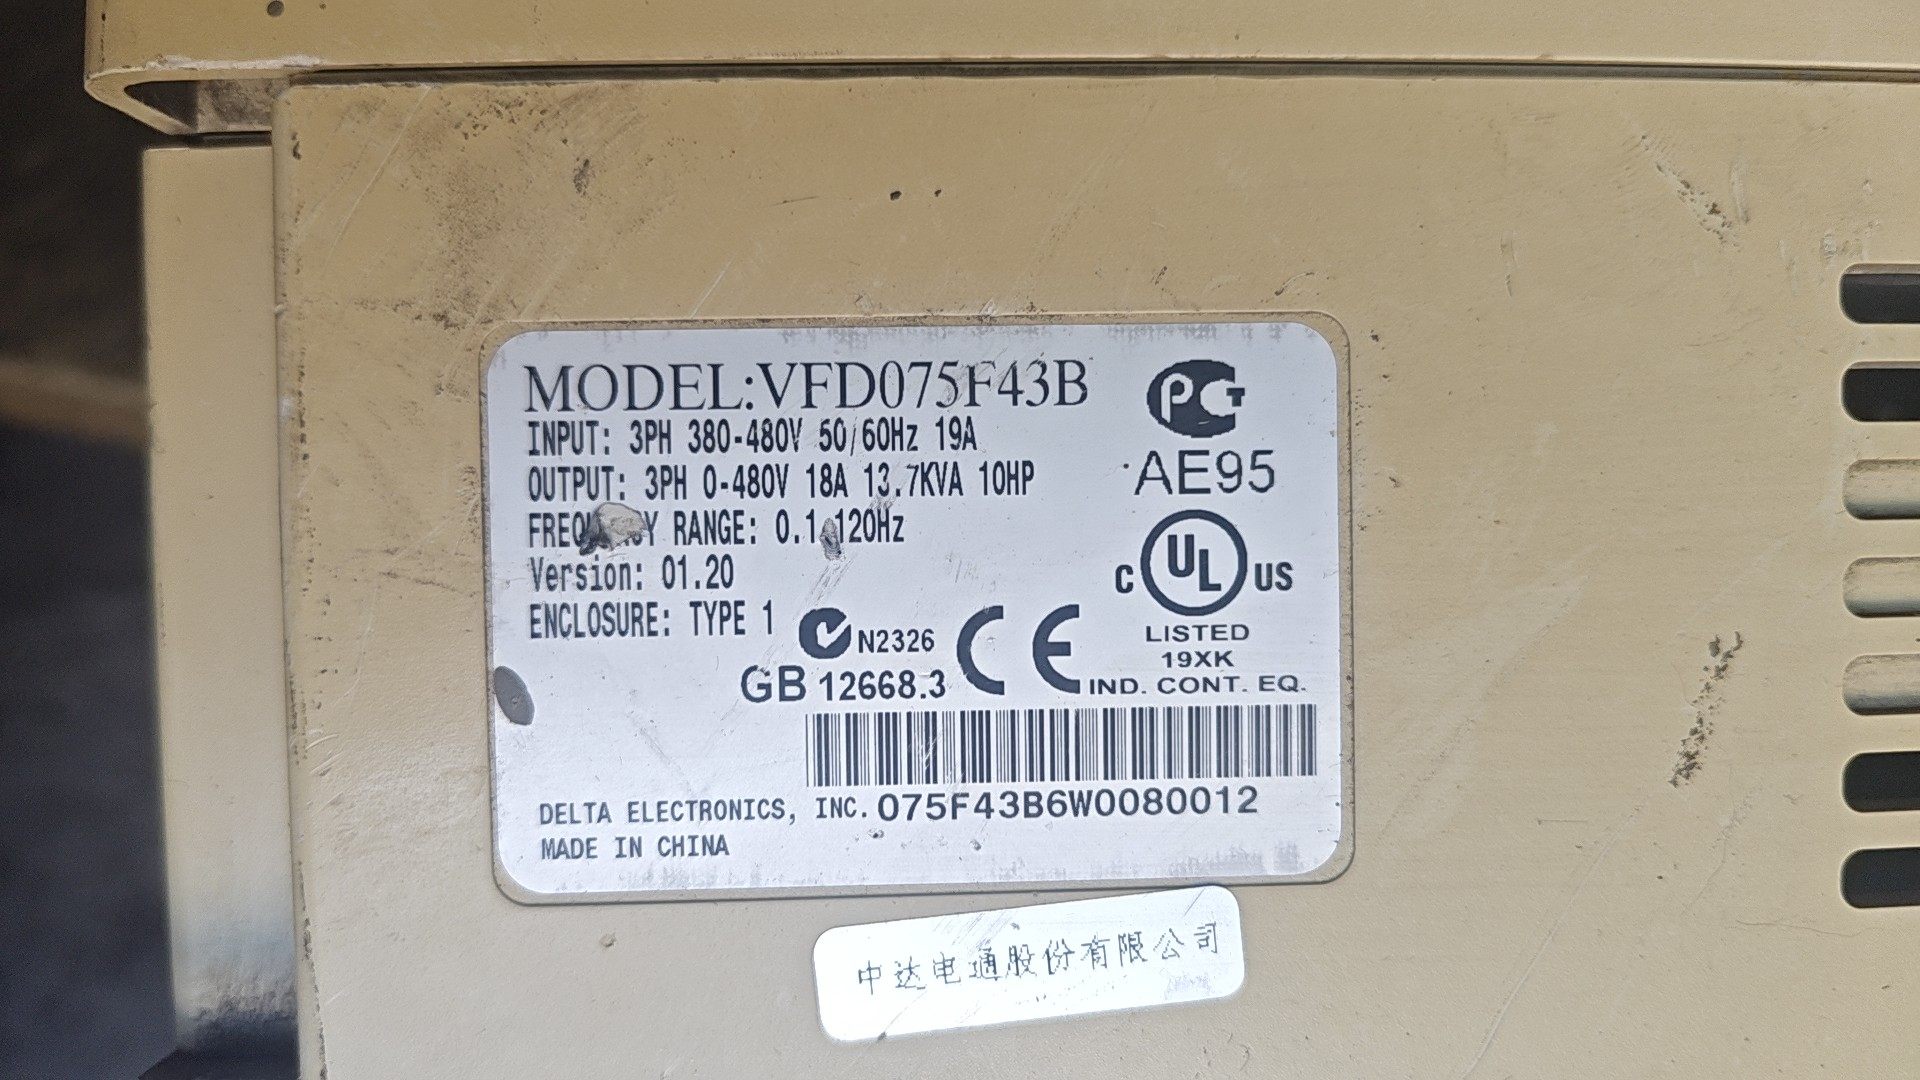 MODEL:VFD075F43B
INPUT: 3PH 380-480V 50/60Hz 19A
OUTPUT: 3PH 0-480V 18A 13.7KVA 10HP
RANGE: 0.1-120Hz
Version: 01.20
ENCLOSURE: TYPE 1
PCT
AE95
C UL US
LISTED
19XK
IND. CONT. EQ.
N2326
GB 12668.3
CE
DELTA ELECTRONICS, INC. 075F43B6W0080012
MADE IN CHINA
中达电通股份有限公司